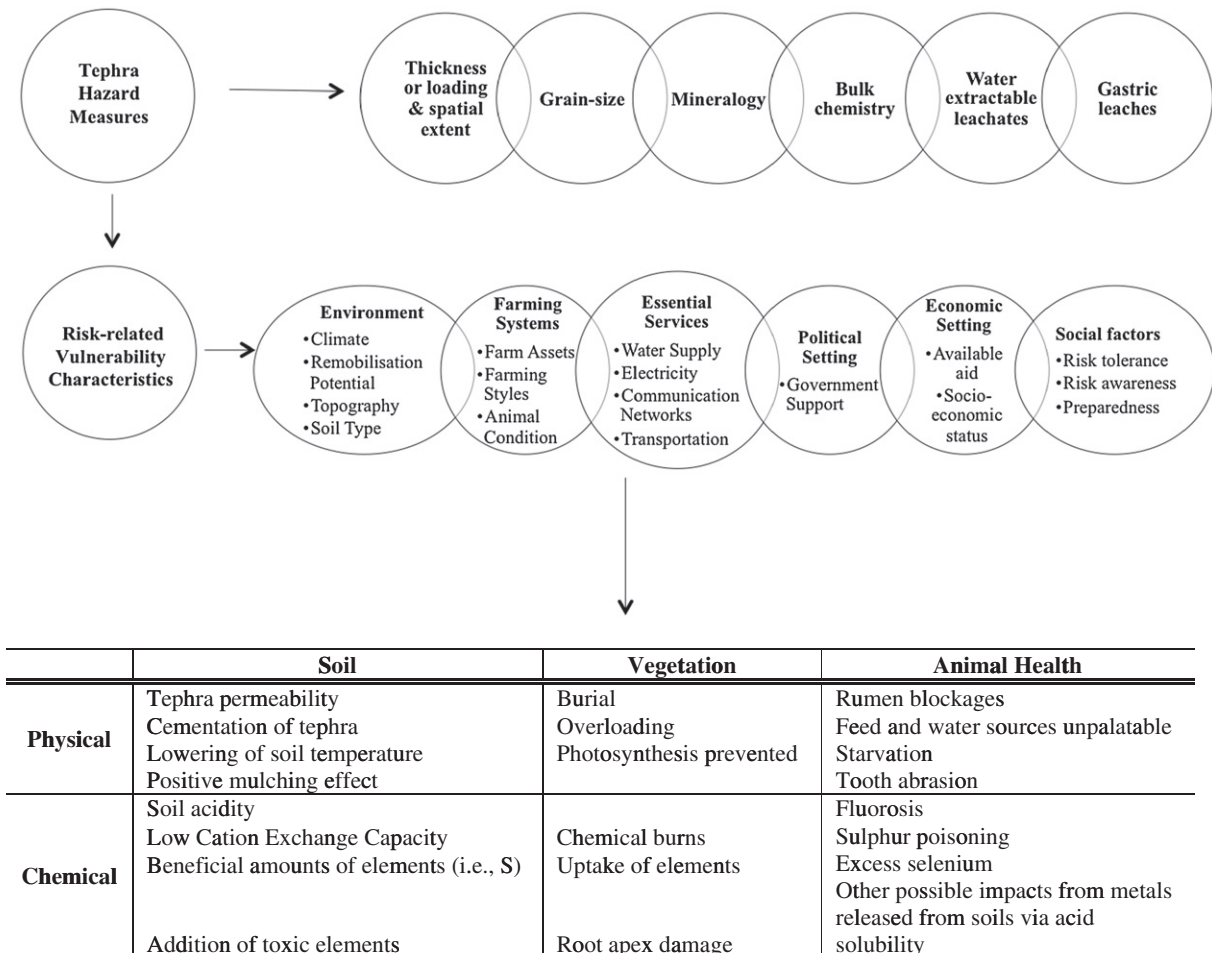 Tephra
Hazard
Measures
Thickness
or loading
& spatial
extent
Grain-size
Mineralogy
Bulk
chemistry
Water
extractable
leachates
Gastric
leaches
Risk-related
Vulnerability
Characteristics
Environment
•Climate
•Remobilisation
Potential
•Topography
•Soil Type
Farming
Systems
•Farm Assets
•Farming
Styles
•Animal
Condition
Essential
Services
•Water Supply
•Electricity
•Communication
Networks
•Transportation
Political
Setting
•Government
Support
Economic
Setting
•Available
aid
•Socio-
economic
status
Social factors
•Risk tolerance
•Risk awareness
•Preparedness
Soil Vegetation Animal Health
Physical
Tephra permeability
Cementation of tephra
Lowering of soil temperature
Positive mulching effect
Burial
Overloading
Photosynthesis prevented
Rumen blockages
Feed and water sources unpalatable
Starvation
Tooth abrasion
Chemical
Soil acidity
Low Cation Exchange Capacity
Beneficial amounts of elements (i.e., S)
Addition of toxic elements
Chemical burns
Uptake of elements
Root apex damage
Fluorosis
Sulphur poisoning
Excess selenium
Other possible impacts from metals
released from soils via acid
solubility